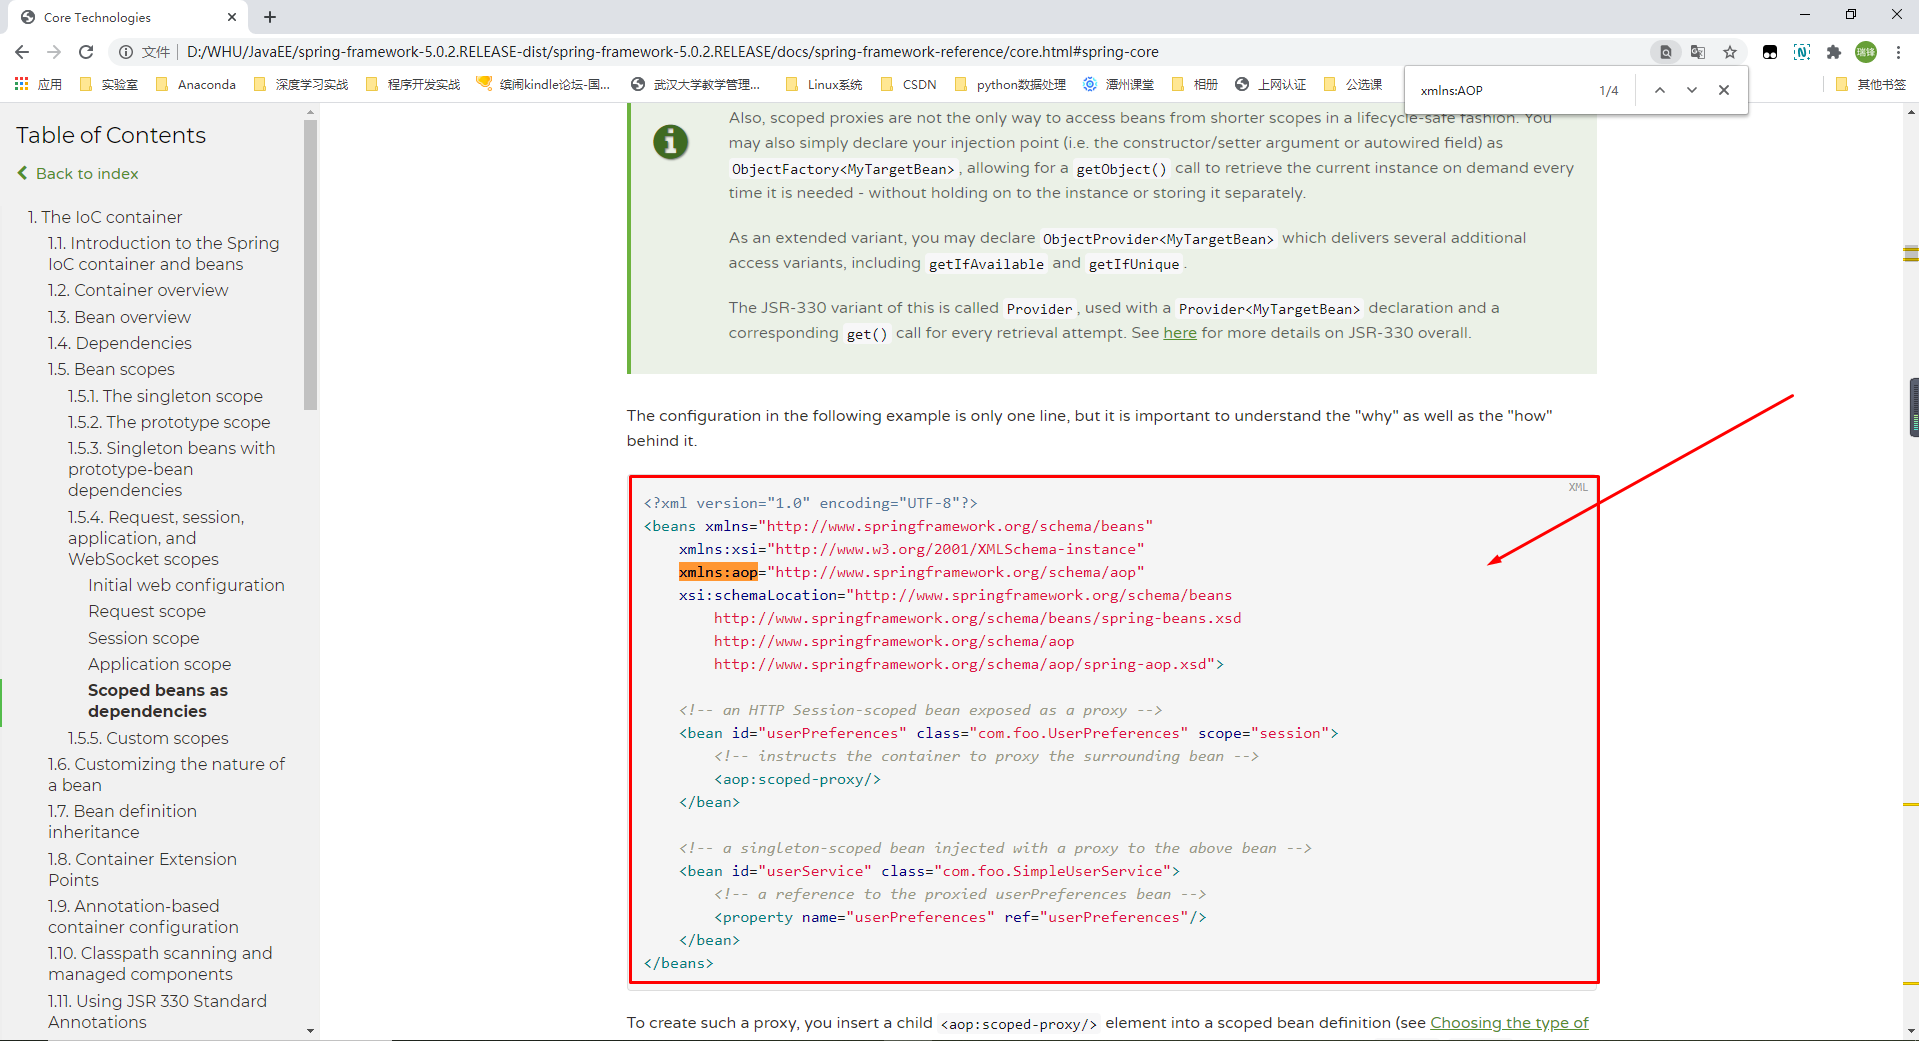 Core Technologies
文件 D:/WHU/JavaEE/spring-framework-5.0.2.RELEASE-dist/spring-framework-5.0.2.RELEASE/docs/spring-framework-reference/core.html#spring-core
瑞锋
应用 实验室 Anaconda 深度学习实战 程序开发实战 缤闹kindle论坛-国... 武汉大学教学管理... Linux系统 CSDN python数据处理 潭州课堂 相册 上网认证 公选课 其他书签
xmlns:AOP 1/4
Table of Contents
Back to index
1. The IoC container
1.1. Introduction to the Spring
IoC container and beans
1.2. Container overview
1.3. Bean overview
1.4. Dependencies
1.5. Bean scopes
1.5.1. The singleton scope
1.5.2. The prototype scope
1.5.3. Singleton beans with
prototype-bean
dependencies
1.5.4. Request, session,
application, and
WebSocket scopes
Initial web configuration
Request scope
Session scope
Application scope
Scoped beans as
dependencies
1.5.5. Custom scopes
1.6. Customizing the nature of
a bean
1.7. Bean definition
inheritance
1.8. Container Extension
Points
1.9. Annotation-based
container configuration
1.10. Classpath scanning and
managed components
1.11. Using JSR 330 Standard
Annotations
Also, scoped proxies are not the only way to access beans from shorter scopes in a lifecycle-safe fashion. You
may also simply declare your injection point (i.e. the constructor/setter argument or autowired field) as
ObjectFactory<MyTargetBean>, allowing for a getObject() call to retrieve the current instance on demand every
time it is needed - without holding on to the instance or storing it separately.
As an extended variant, you may declare ObjectProvider<MyTargetBean> which delivers several additional
access variants, including getIfAvailable and getIfUnique.
The JSR-330 variant of this is called Provider, used with a Provider<MyTargetBean> declaration and a
corresponding get() call for every retrieval attempt. See here for more details on JSR-330 overall.
The configuration in the following example is only one line, but it is important to understand the "why" as well as the "how"
behind it.
XML
<?xml version="1.0" encoding="UTF-8"?>
<beans xmlns="http://www.springframework.org/schema/beans"
xmlns:xsi="http://www.w3.org/2001/XMLSchema-instance"
xmlns:aop="http://www.springframework.org/schema/aop"
xsi:schemaLocation="http://www.springframework.org/schema/beans
http://www.springframework.org/schema/beans/spring-beans.xsd
http://www.springframework.org/schema/aop
http://www.springframework.org/schema/aop/spring-aop.xsd">
<!-- an HTTP Session-scoped bean exposed as a proxy -->
<bean id="userPreferences" class="com.foo.UserPreferences" scope="session">
<!-- instructs the container to proxy the surrounding bean -->
<aop:scoped-proxy/>
</bean>
<!-- a singleton-scoped bean injected with a proxy to the above bean -->
<bean id="userService" class="com.foo.SimpleUserService">
<!-- a reference to the proxied userPreferences bean -->
<property name="userPreferences" ref="userPreferences"/>
</bean>
</beans>
To create such a proxy, you insert a child <aop:scoped-proxy/> element into a scoped bean definition (see Choosing the type of